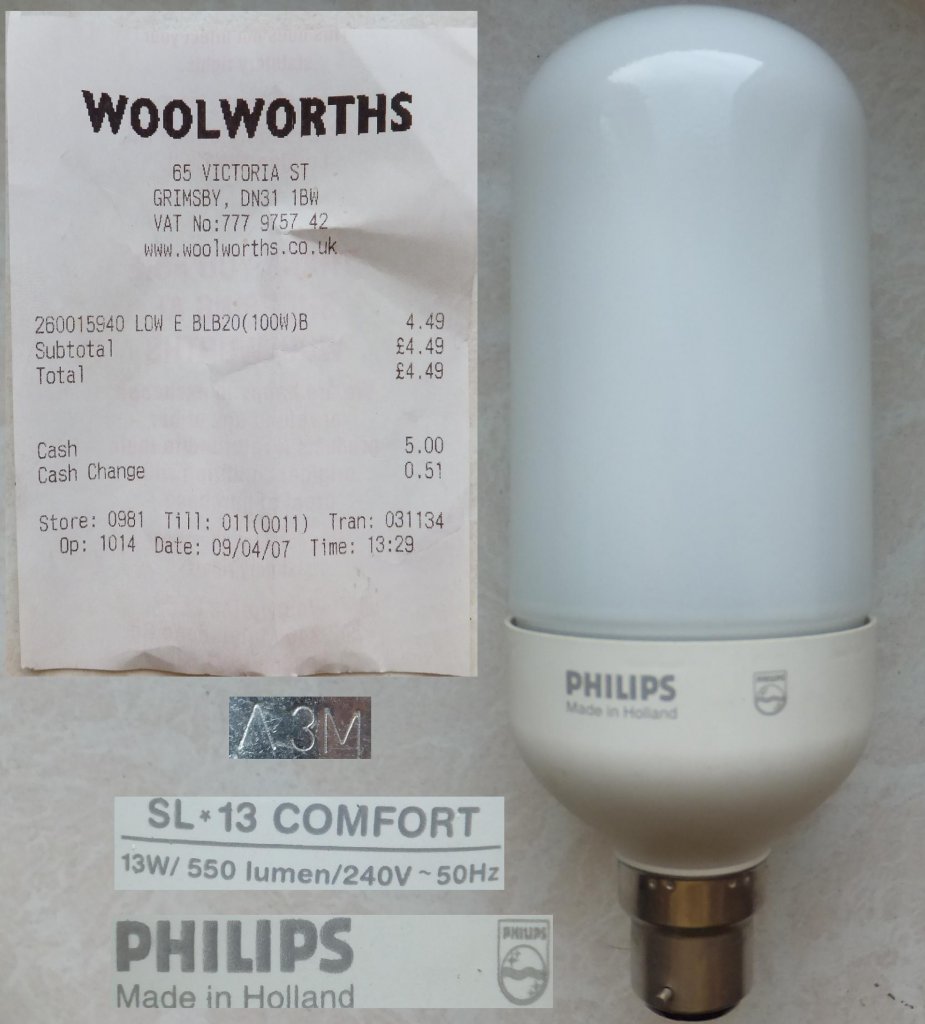 WOOLWORTHS
65 VICTORIA ST
GRIMSBY, DN31 1BW
VAT No:777 9757 42
www.woolworths.co.uk
260015940 LOW E BLB20(100W)B 4.49
Subtotal £4.49
Total £4.49
Cash 5.00
Cash Change 0.51
Store: 0981 Till: 011(0011) Tran: 031134
Op: 1014 Date: 09/04/07 Time: 13:29
PHILIPS
Made in Holland
PHILIPS
Λ3M
SL*13 COMFORT
13W/ 550 lumen/240V~50Hz
PHILIPS
Made in Holland
PHILIPS